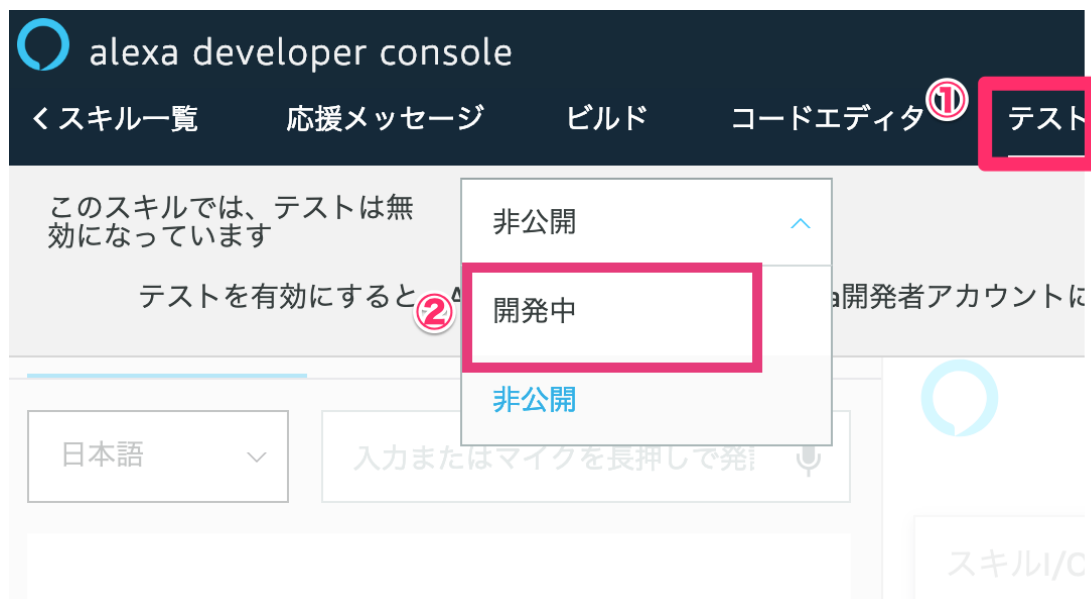 alexa developer console
く スキル一覧 応援メッセージ ビルド コードエディタ ① テスト
このスキルでは、テストは無
効になっています
非公開
テストを有効にすると、A
a開発者アカウントに
② 開発中
非公開
日本語
入力またはマイクを長押しで発
スキルI/O